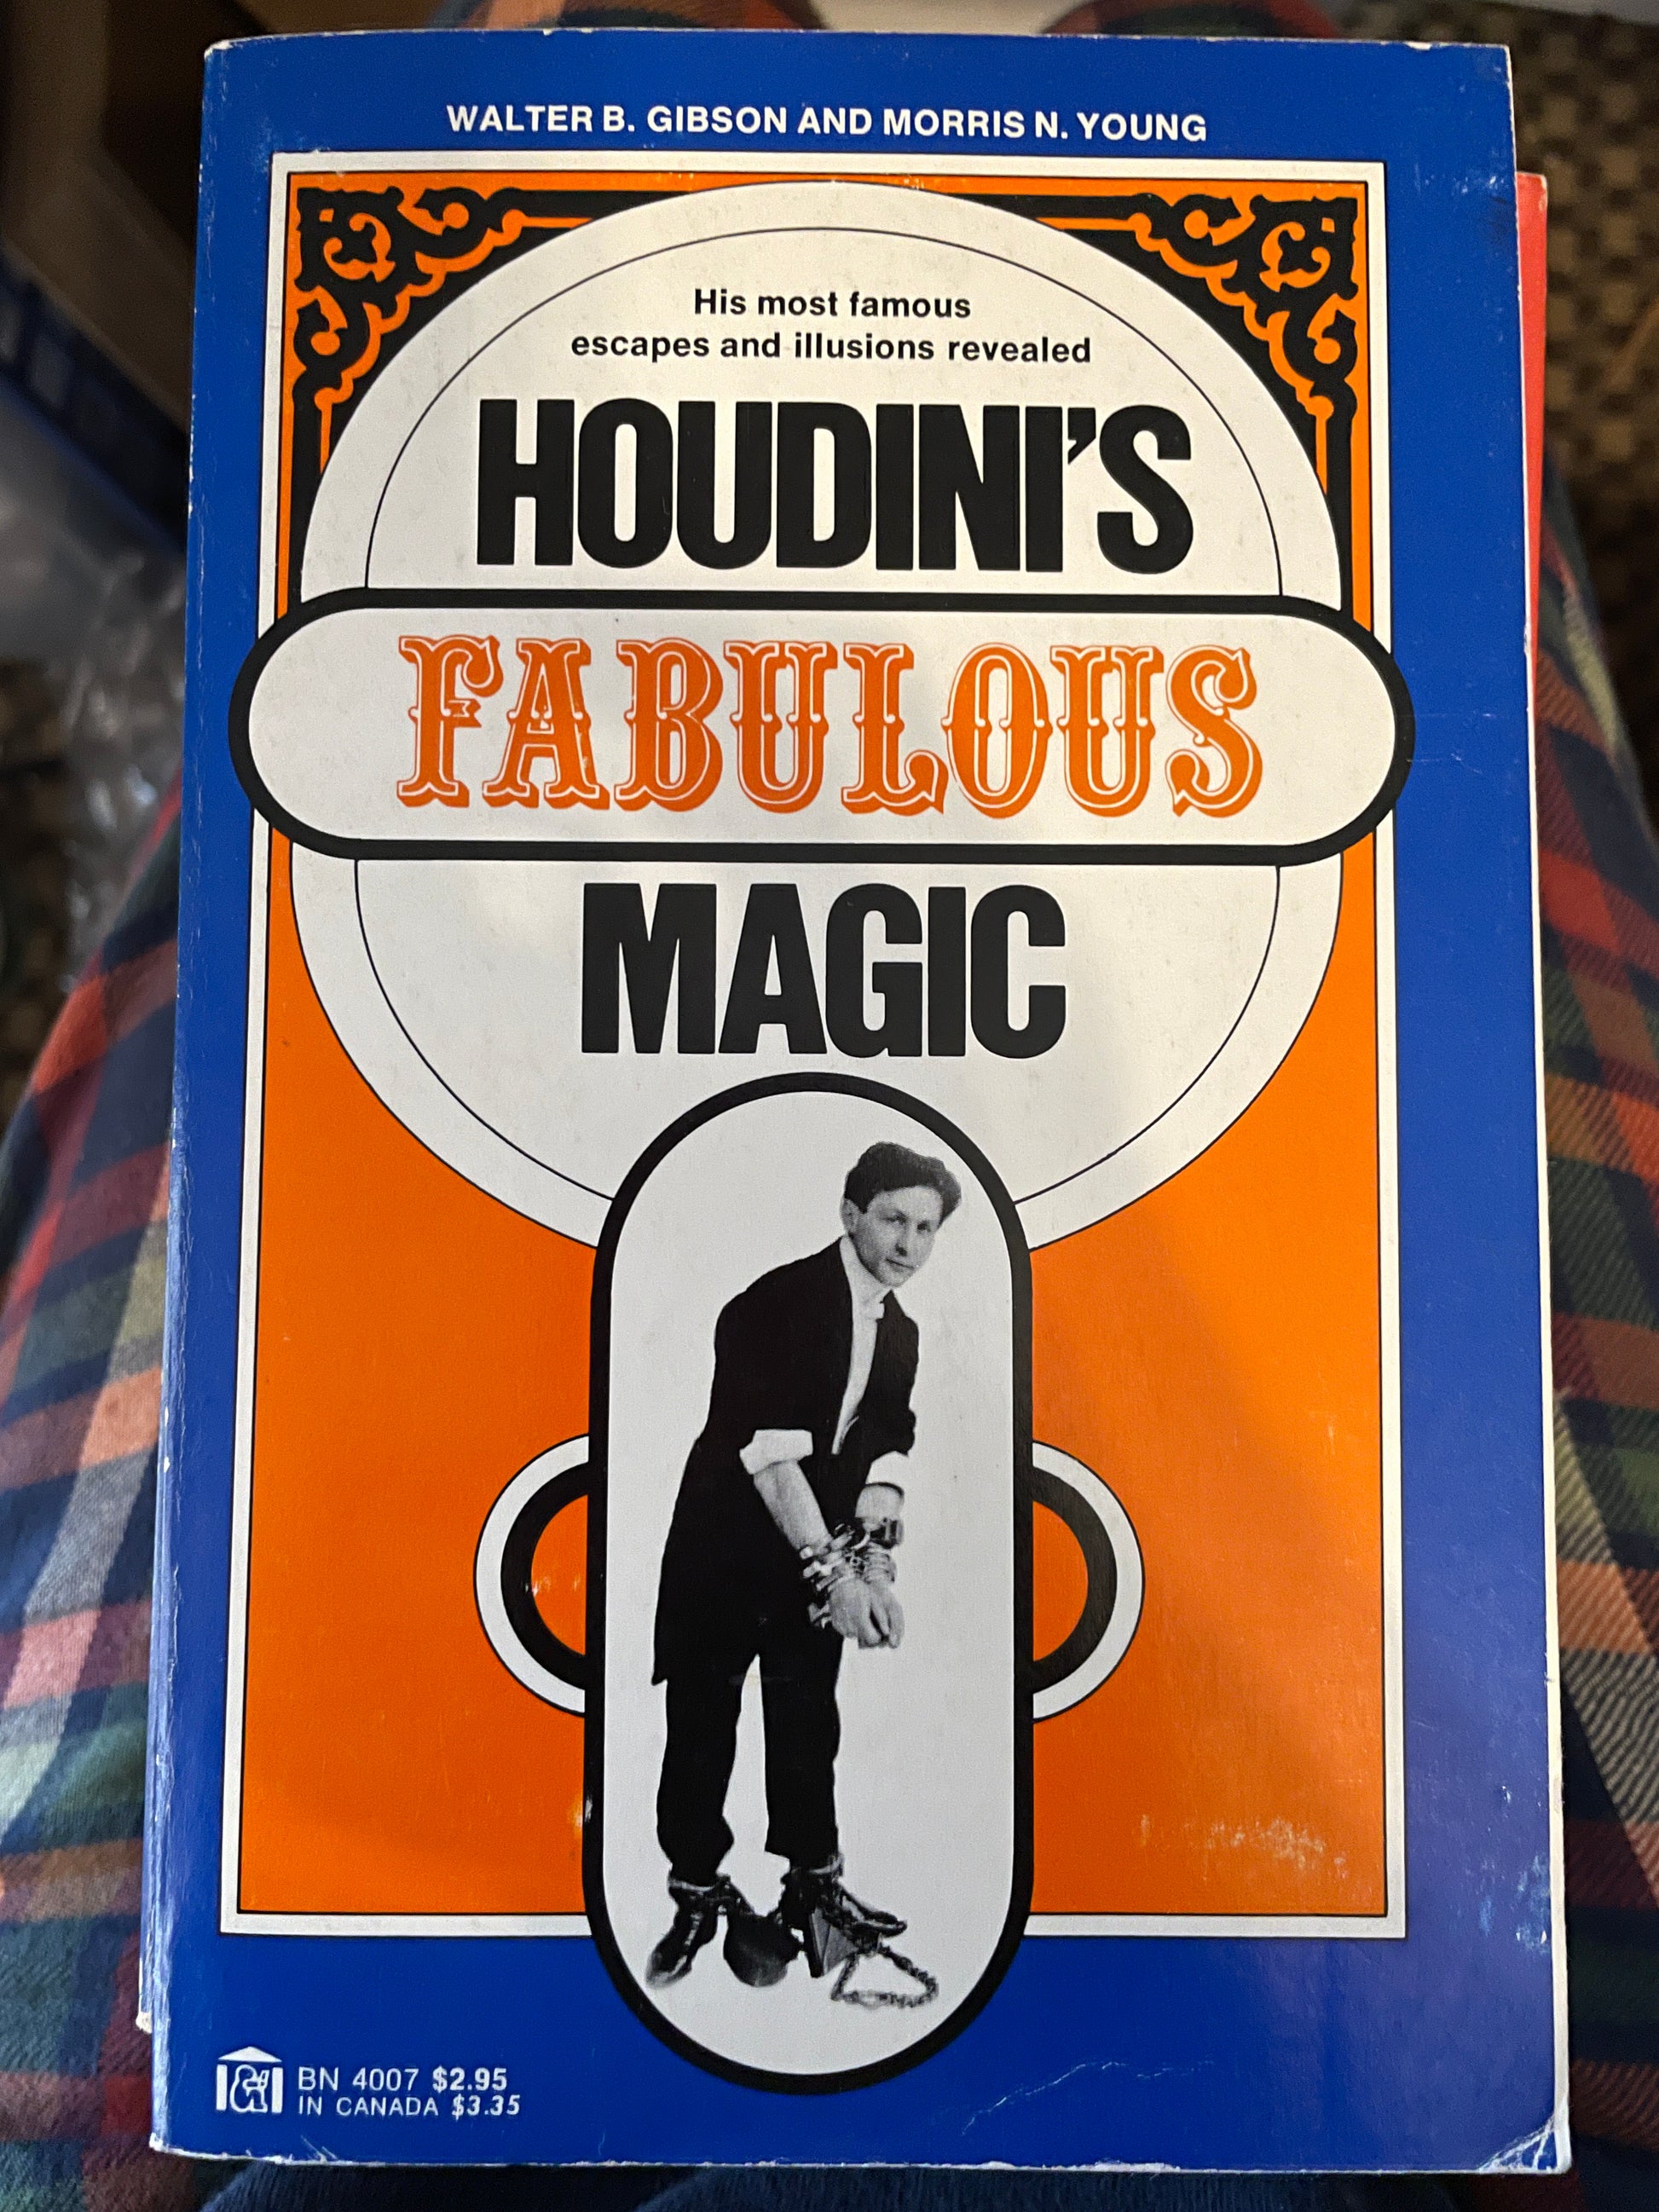 WALTER B. GIBSON AND MORRIS N. YOUNG
His most famous
escapes and illusions revealed
HOUDINI'S
FABULOUS
MAGIC
BN 4007 $2.95
IN CANADA $3.35